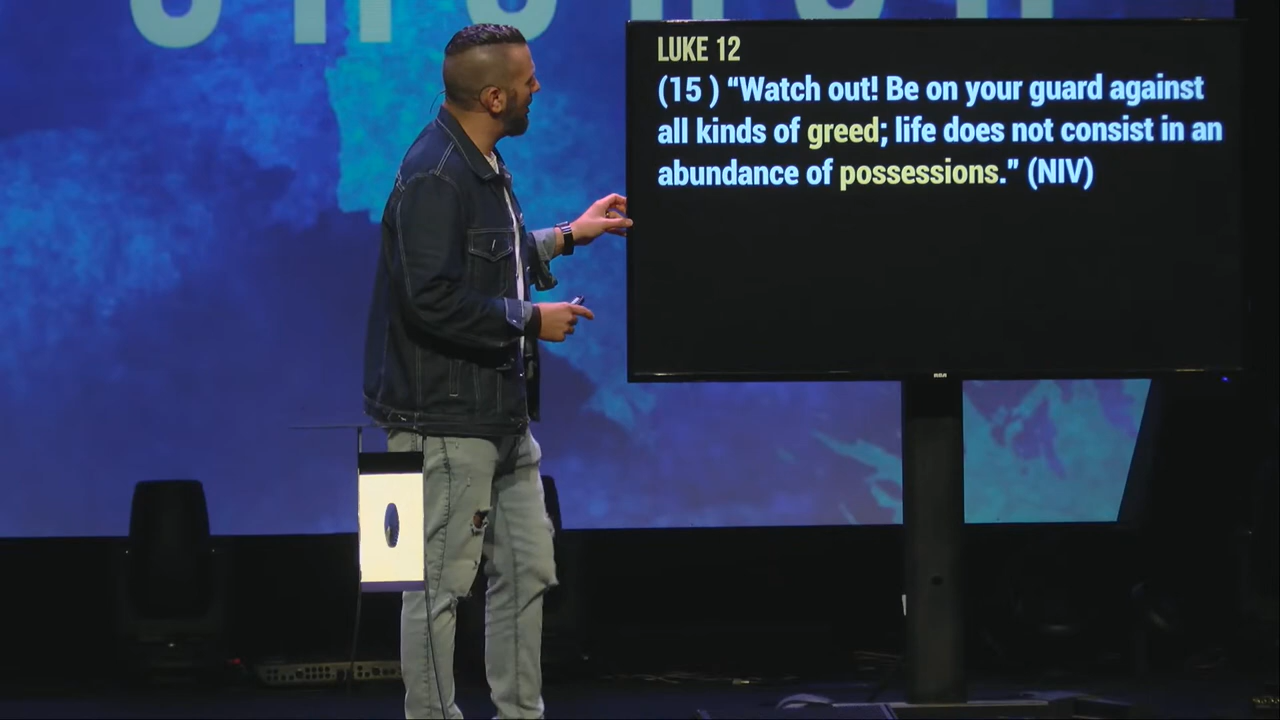 LUKE 12
(15 ) “Watch out! Be on your guard against
all kinds of greed; life does not consist in an
abundance of possessions.” (NIV)
RCA